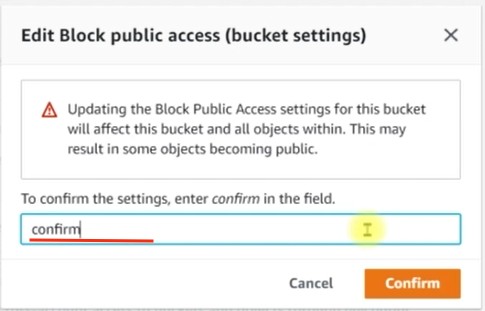 Edit Block public access (bucket settings)
Updating the Block Public Access settings for this bucket
will affect this bucket and all objects within. This may
result in some objects becoming public.
To confirm the settings, enter confirm in the field.
confirm
Cancel
Confirm